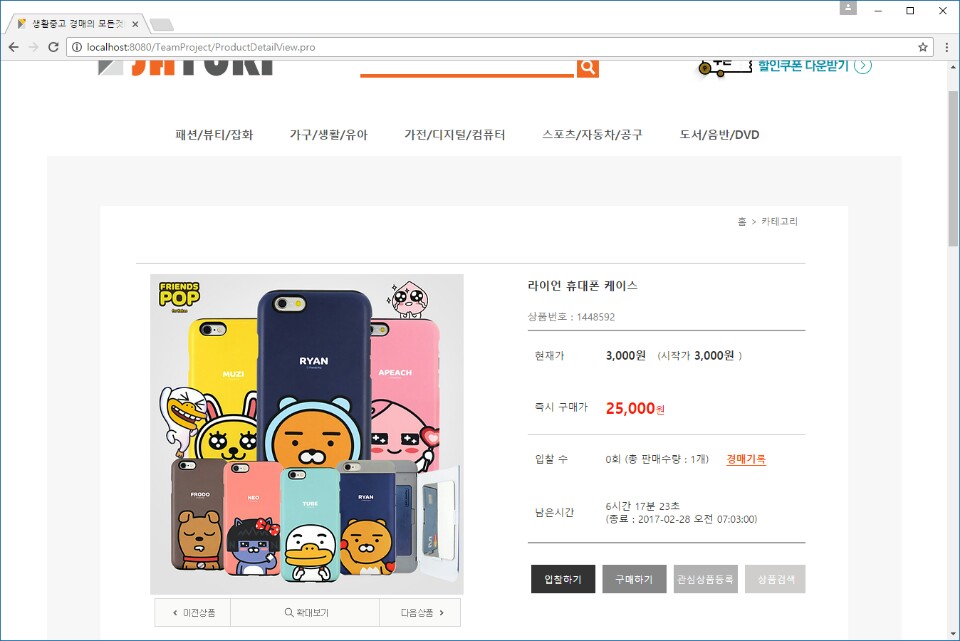 생활중고 경매의 모든것
localhost:8080/TeamProject/ProductDetailView.pro
할인쿠폰 다운받기
패션/뷰티/잡화 가구/생활/유아 가전/디지털/컴퓨터 스포츠/자동차/공구 도서/음반/DVD
홈 > 카테고리
FRIENDS
POP
RYAN
MUZI
APEACH
FRODO
NEO
TUBE
RYAN
라이언 휴대폰 케이스
상품번호 : 1448592
현재가 3,000원 (시작가 3,000원 )
즉시 구매가 25,000원
입찰 수 0회 (총 판매수량 : 1개) 경매기록
남은시간 6시간 17분 23초
(종료 : 2017-02-28 오전 07:03:00)
입찰하기 구매하기 관심상품등록 상품검색
이전상품 확대보기 다음상품